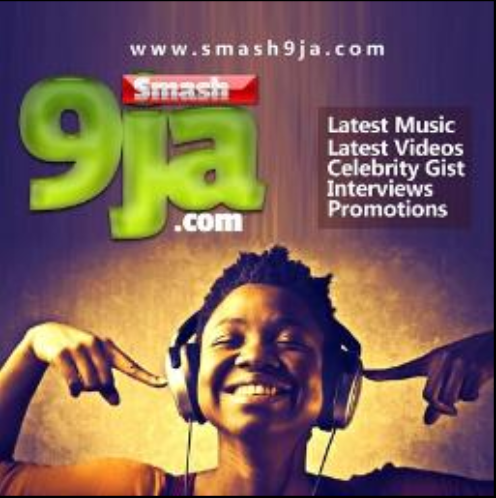 www.smash9ja.com
Smash
9ja
.com
Latest Music
Latest Videos
Celebrity Gist
Interviews
Promotions